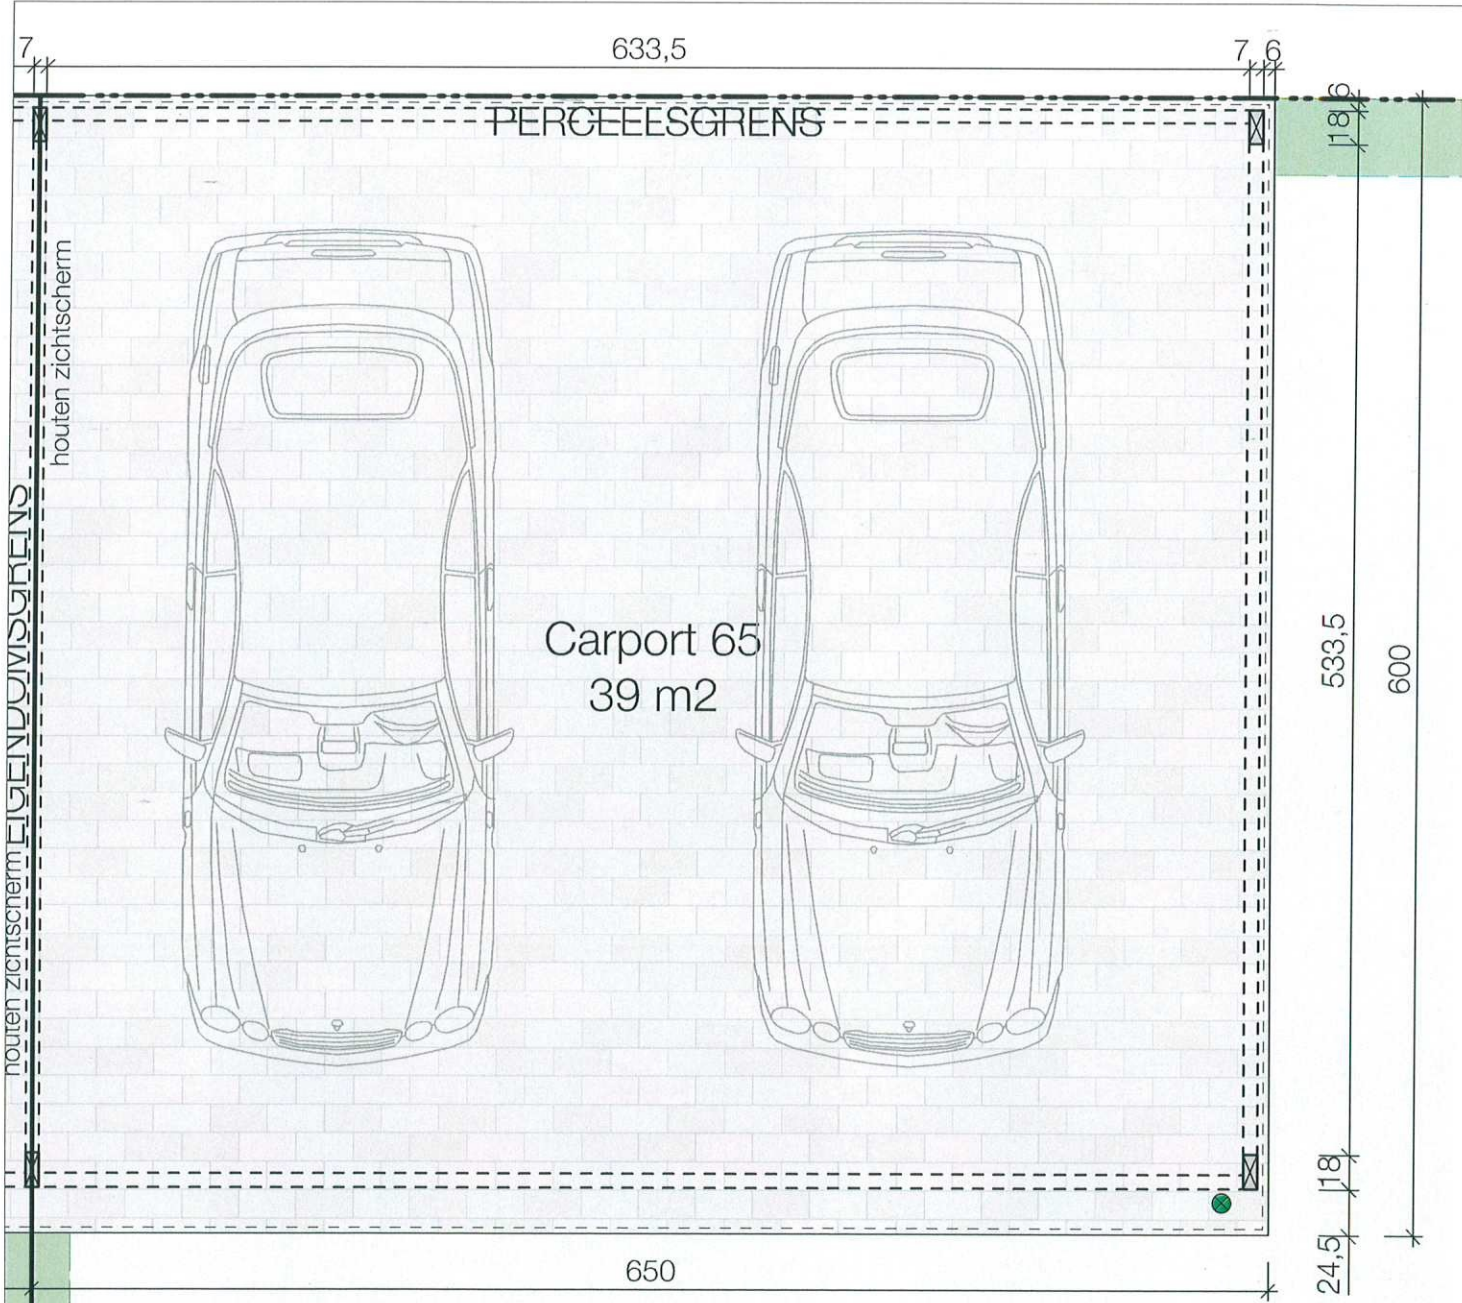 7
633,5
7
6
6
18
PERCEELSGRENS
houten zichtscherm
EIGENDOMSGRENS
houten zichtscherm
Carport 65
39 m2
533,5
600
18
24,5
650